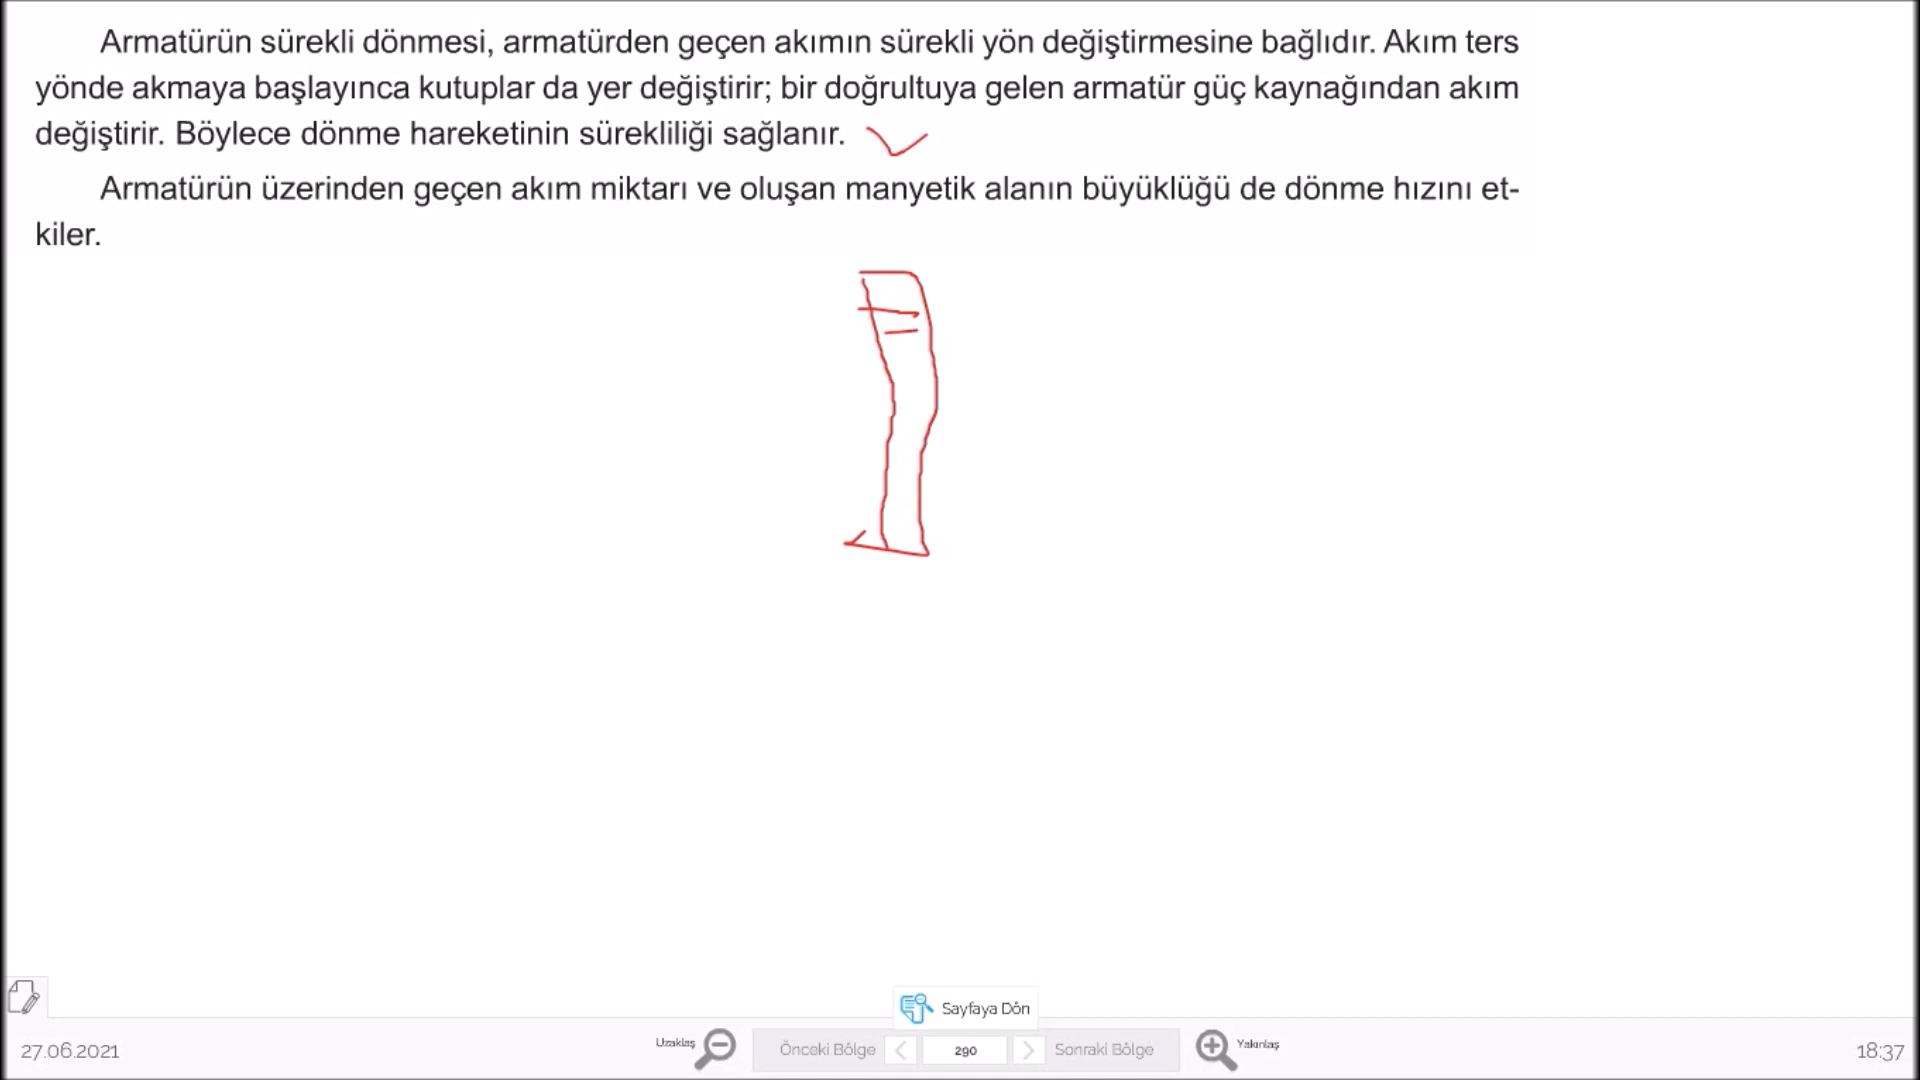 Armatürün sürekli dönmesi, armatürden geçen akımın sürekli yön değiştirmesine bağlıdır. Akım ters
yönde akmaya başlayınca kutuplar da yer değiştirir; bir doğrultuya gelen armatür güç kaynağından akım
değiştirir. Böylece dönme hareketinin sürekliliği sağlanır.
Armatürün üzerinden geçen akım miktarı ve oluşan manyetik alanın büyüklüğü de dönme hızını et-
kiler.
Sayfaya Dön
27.06.2021
Uzaklaş
Önceki Bölge
290
Sonraki Bölge
Yakınlaş
18:37